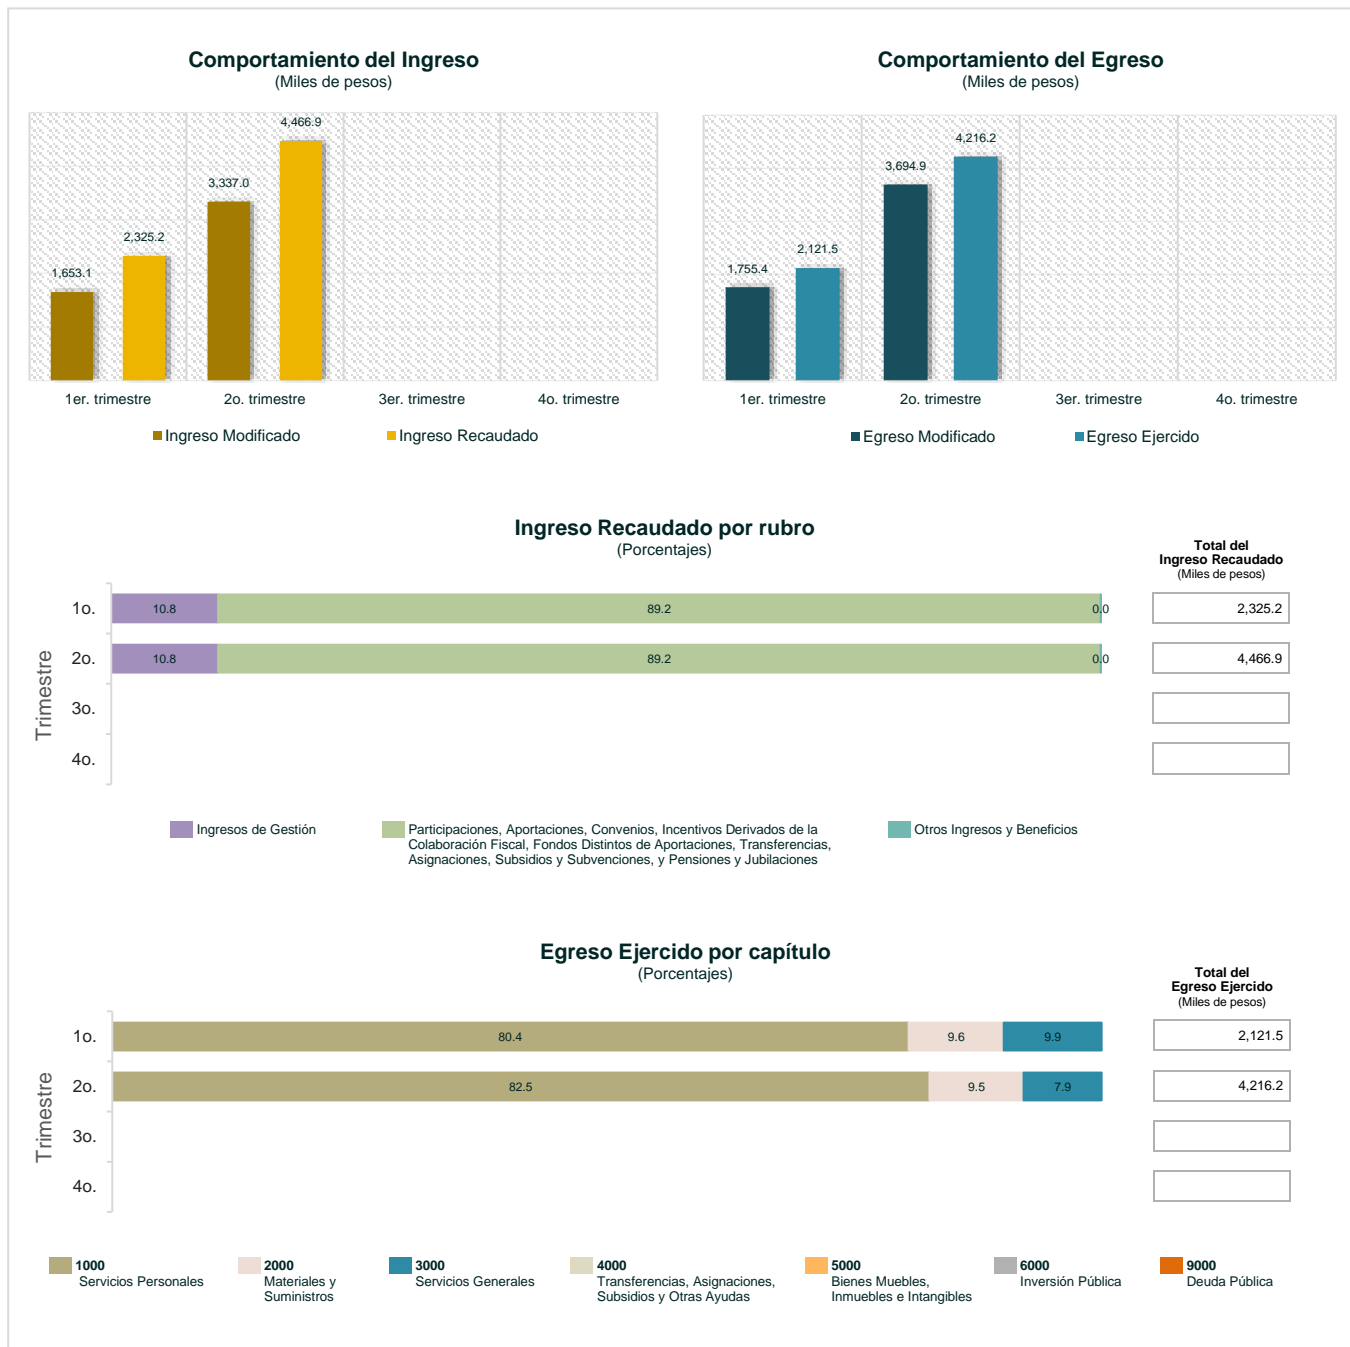 Comportamiento del Ingreso
(Miles de pesos)
4,466.9
3,337.0
2,325.2
1,653.1
1er. trimestre 2o. trimestre 3er. trimestre 4o. trimestre
Ingreso Modificado Ingreso Recaudado
Comportamiento del Egreso
(Miles de pesos)
4,216.2
3,694.9
2,121.5
1,755.4
1er. trimestre 2o. trimestre 3er. trimestre 4o. trimestre
Egreso Modificado Egreso Ejercido
Ingreso Recaudado por rubro
(Porcentajes)
Total del
Ingreso Recaudado
(Miles de pesos)
Trimestre
1o. 10.8 89.2 0.0 2,325.2
2o. 10.8 89.2 0.0 4,466.9
3o.
4o.
Ingresos de Gestión
Participaciones, Aportaciones, Convenios, Incentivos Derivados de la
Colaboración Fiscal, Fondos Distintos de Aportaciones, Transferencias,
Asignaciones, Subsidios y Subvenciones, y Pensiones y Jubilaciones
Otros Ingresos y Beneficios
Egreso Ejercido por capítulo
(Porcentajes)
Total del
Egreso Ejercido
(Miles de pesos)
Trimestre
1o. 80.4 9.6 9.9 2,121.5
2o. 82.5 9.5 7.9 4,216.2
3o.
4o.
1000
Servicios Personales
2000
Materiales y
Suministros
3000
Servicios Generales
4000
Transferencias, Asignaciones,
Subsidios y Otras Ayudas
5000
Bienes Muebles,
Inmuebles e Intangibles
6000
Inversión Pública
9000
Deuda Pública